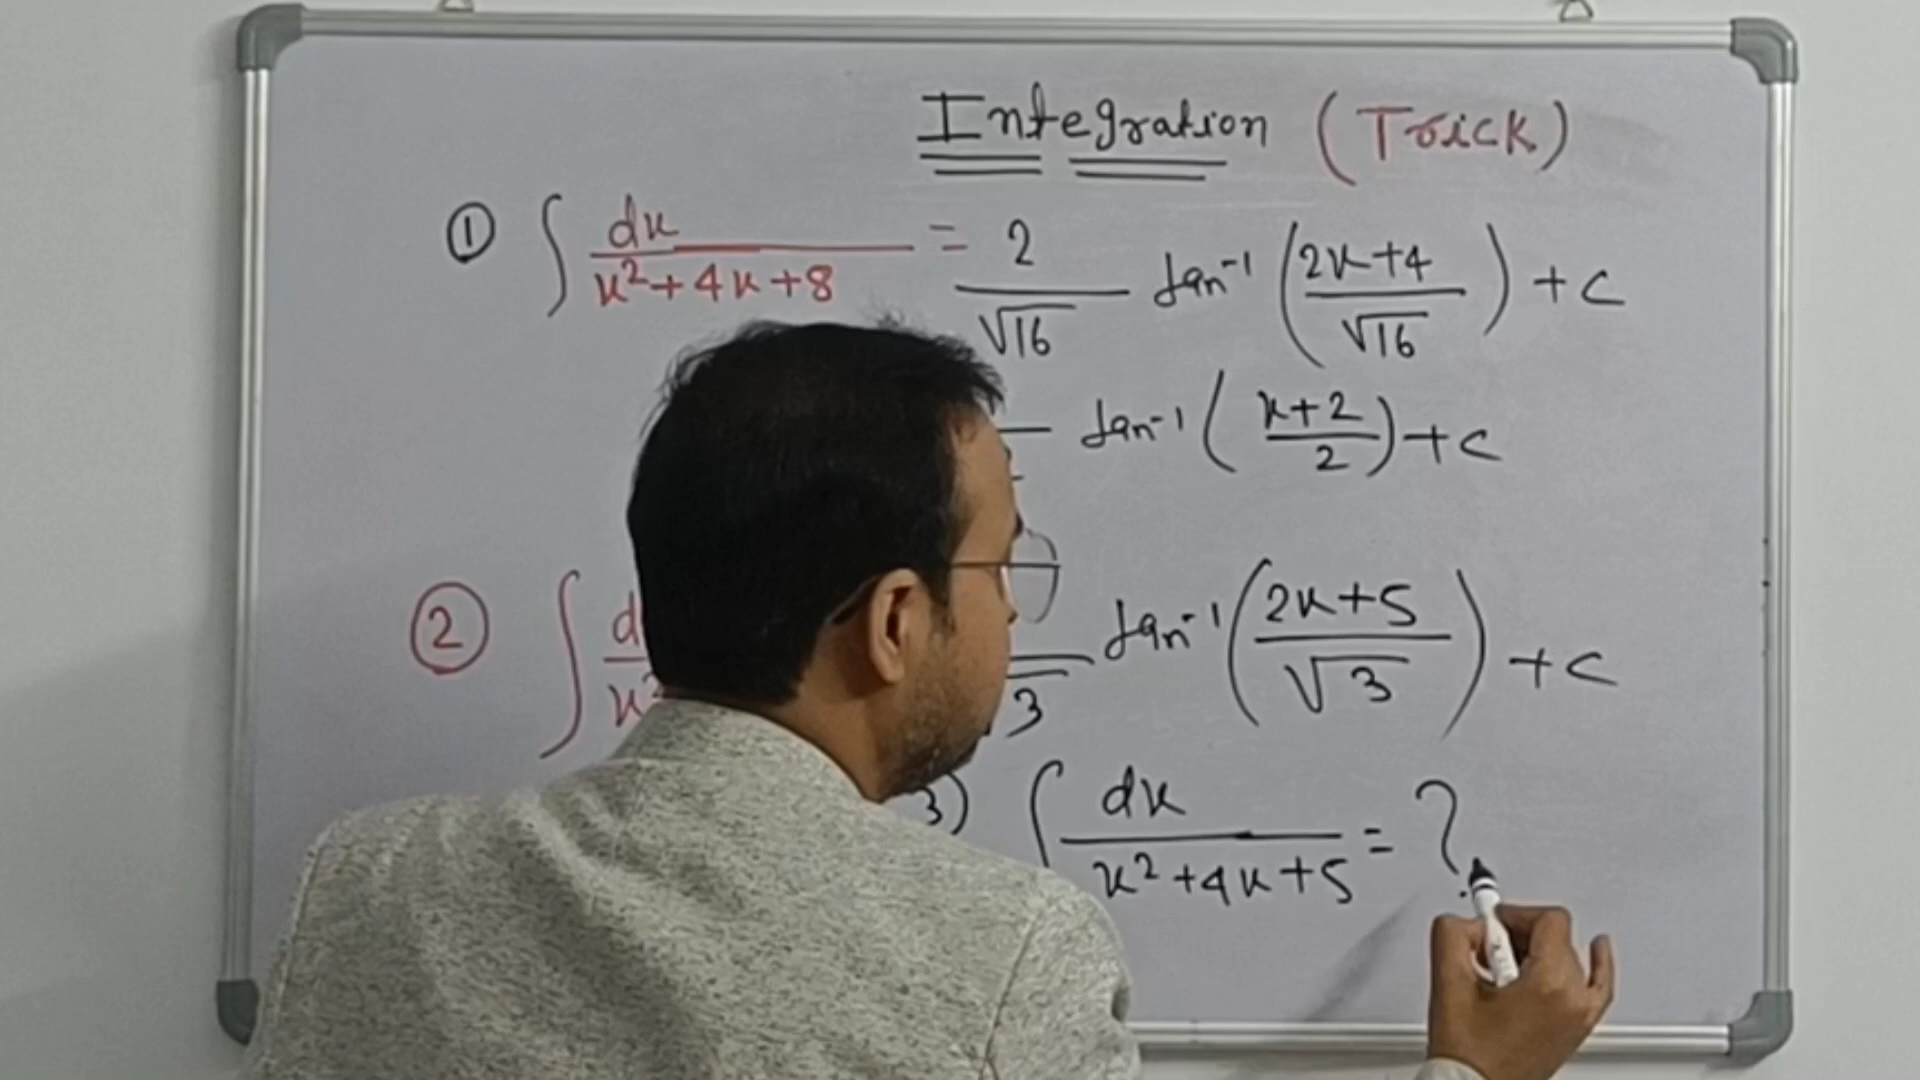 Integration (Trick)
① ∫ dx / x²+4x+8 = 2 / √16 tan⁻¹ ( 2x+4 / √16 ) + c
tan⁻¹ ( x+2 / 2 ) + c
② ∫ d / x² 3 tan⁻¹ ( 2x+5 / √3 ) + c
3) ∫ dx / x²+4x+5 = ?